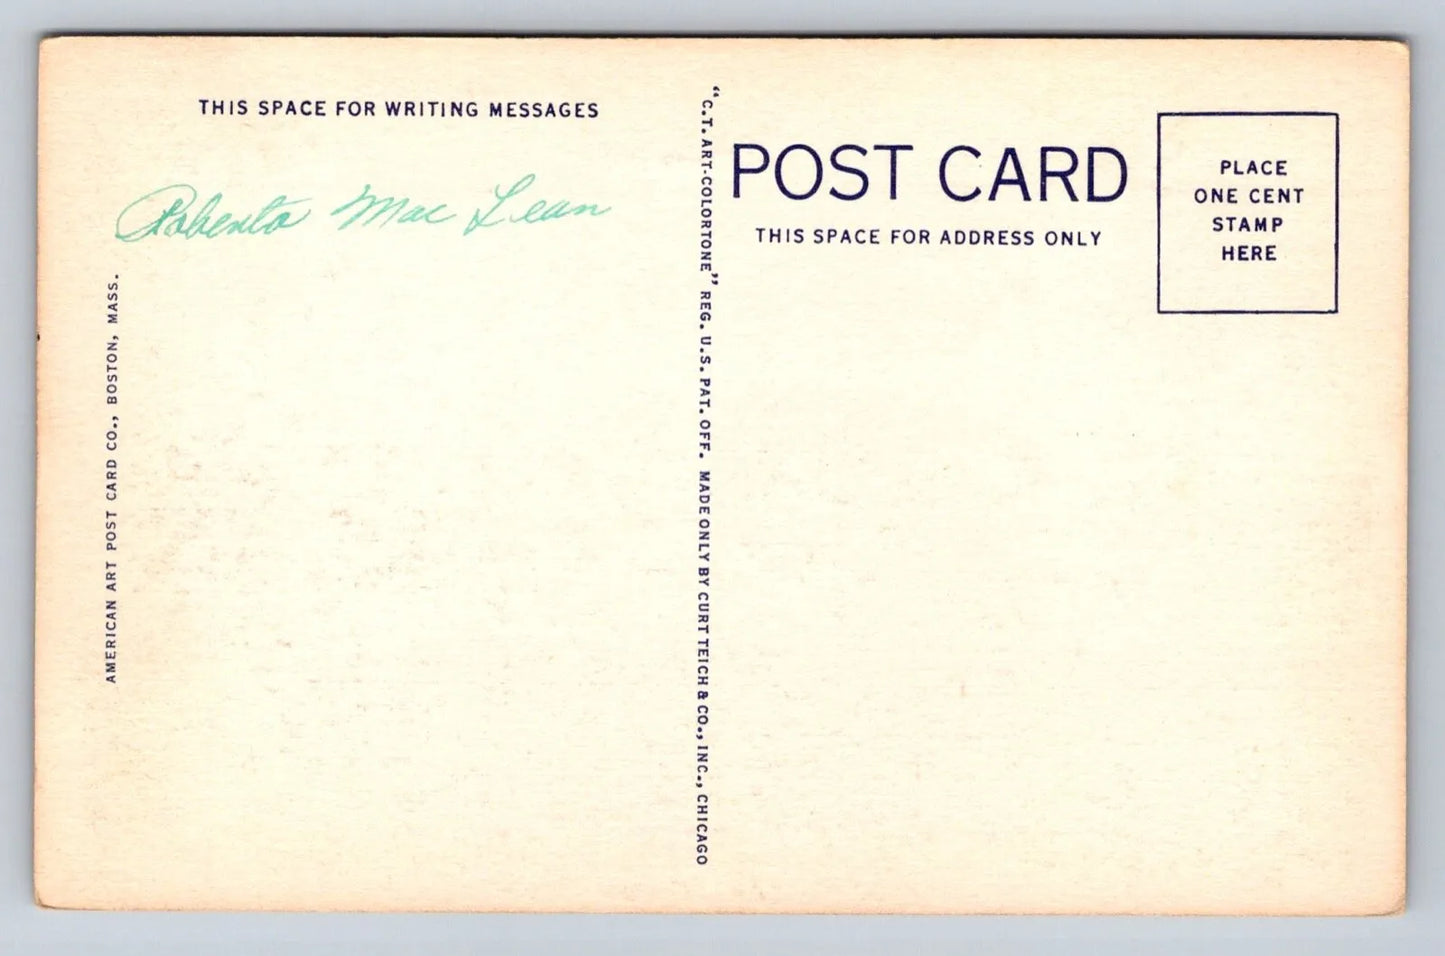 THIS SPACE FOR WRITING MESSAGES
Roberta Mac Lean
AMERICAN ART POST CARD CO., BOSTON, MASS.
"C.T. ART-COLORTONE" REG. U.S. PAT. OFF. MADE ONLY BY CURT TEICH & CO., INC., CHICAGO
POST CARD
THIS SPACE FOR ADDRESS ONLY
PLACE
ONE CENT
STAMP
HERE